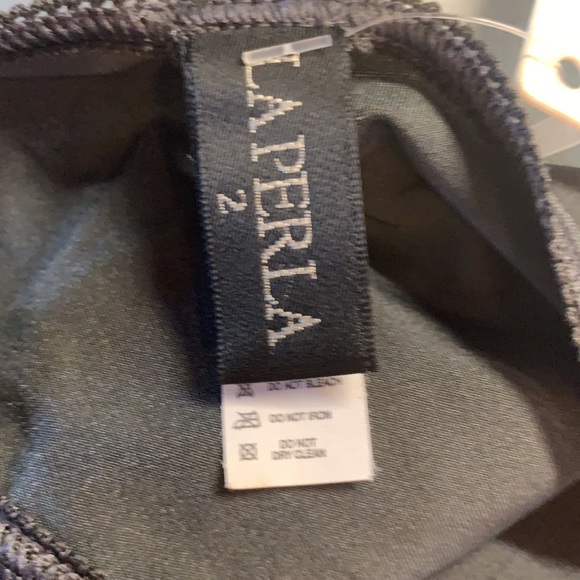 LA PERLA
2
DO NOT BLEACH
DO NOT IRON
DO NOT
DRY CLEAN